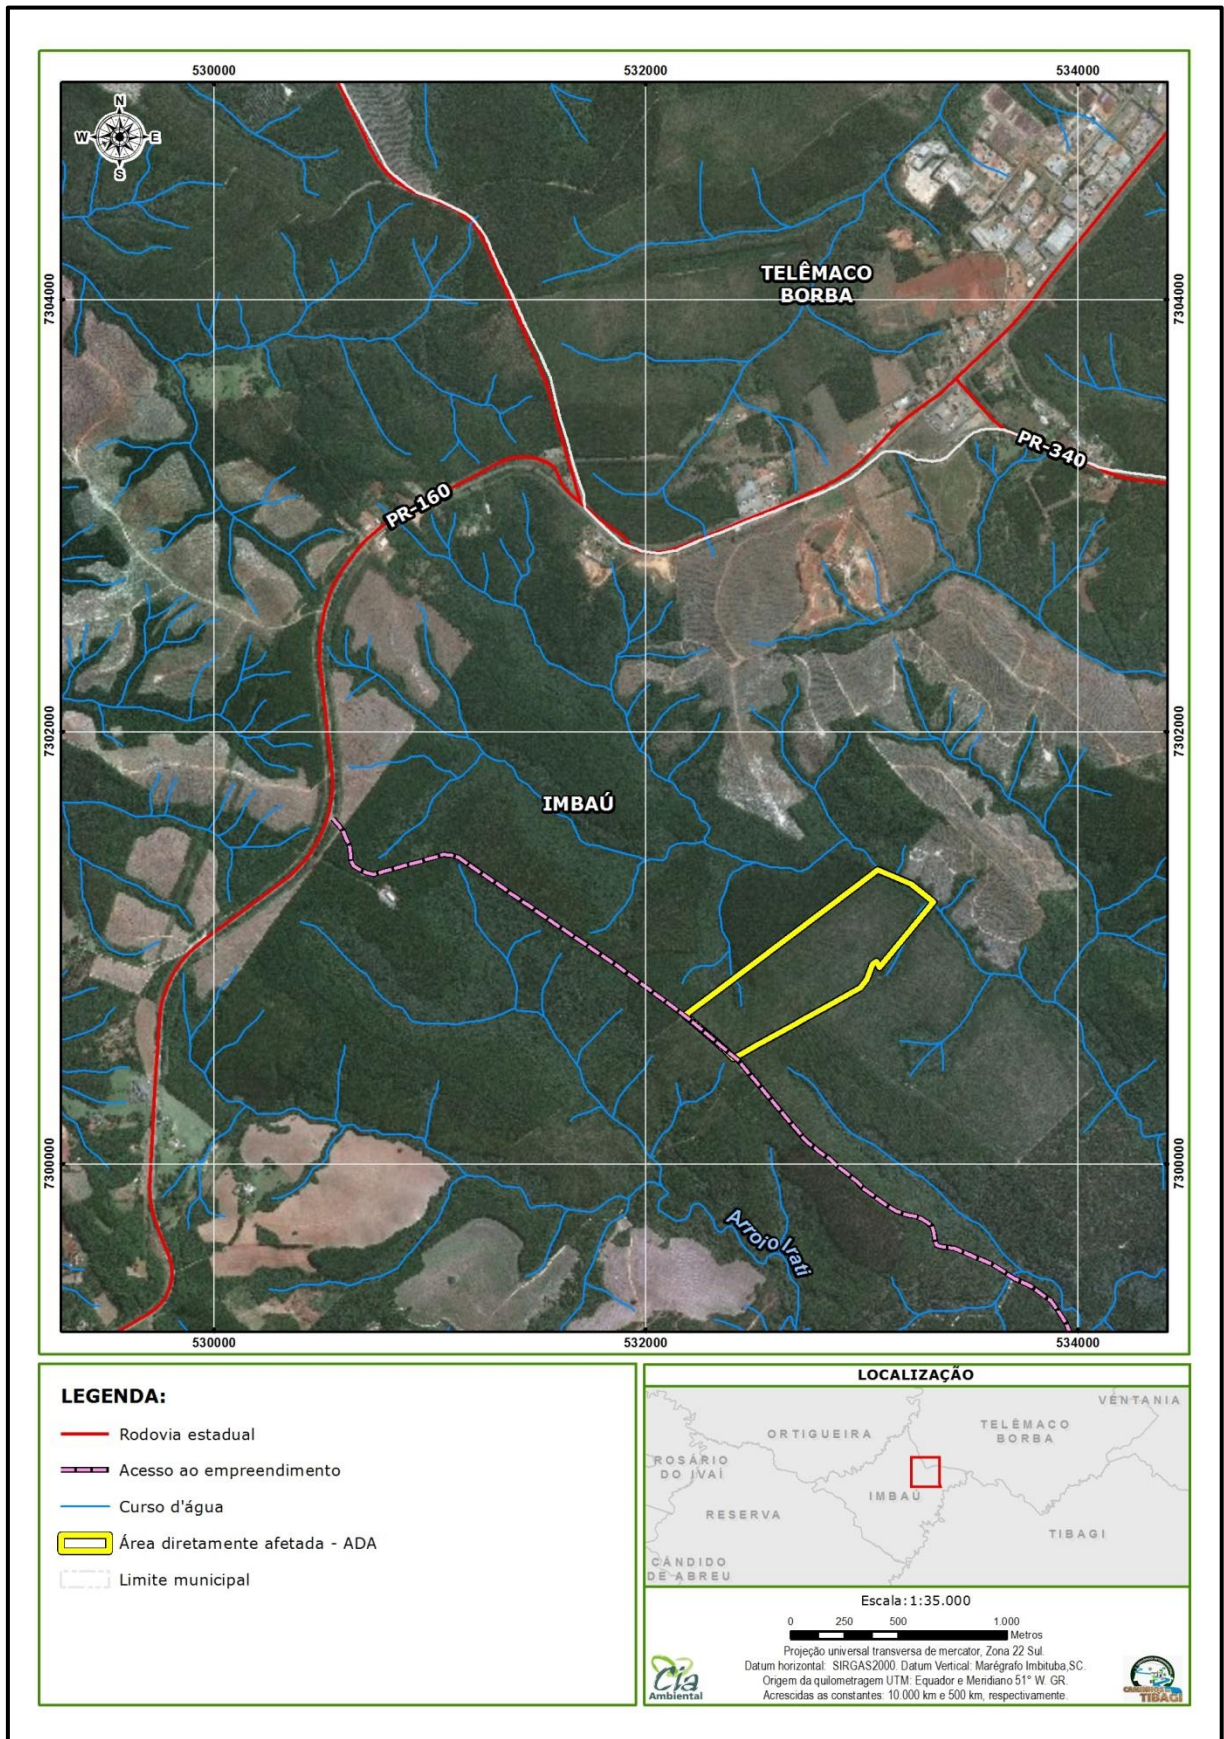 530000
532000
534000
N
W
E
S
TELÊMACO
BORBA
7304000
7304000
PR-340
PR-160
7302000
7302000
IMBAÚ
7300000
7300000
Arroio Irati
530000
532000
534000
LEGENDA:
Rodovia estadual
Acesso ao empreendimento
Curso d'água
Área diretamente afetada - ADA
Limite municipal
LOCALIZAÇÃO
VENTANIA
ORTIGUEIRA
TELÊMACO
BORBA
ROSÁRIO
DO IVAÍ
IMBAÚ
RESERVA
TIBAGI
CÂNDIDO
DE ABREU
Escala: 1:35.000
0 250 500 1.000
Metros
Projeção universal transversa de mercator, Zona 22 Sul.
Datum horizontal: SIRGAS2000. Datum Vertical: Marégrafo Imbituba,SC.
Origem da quilometragem UTM: Equador e Meridiano 51° W. GR.
Acrescidas as constantes: 10.000 km e 500 km, respectivamente.
Cia
Ambiental
TIBAGI